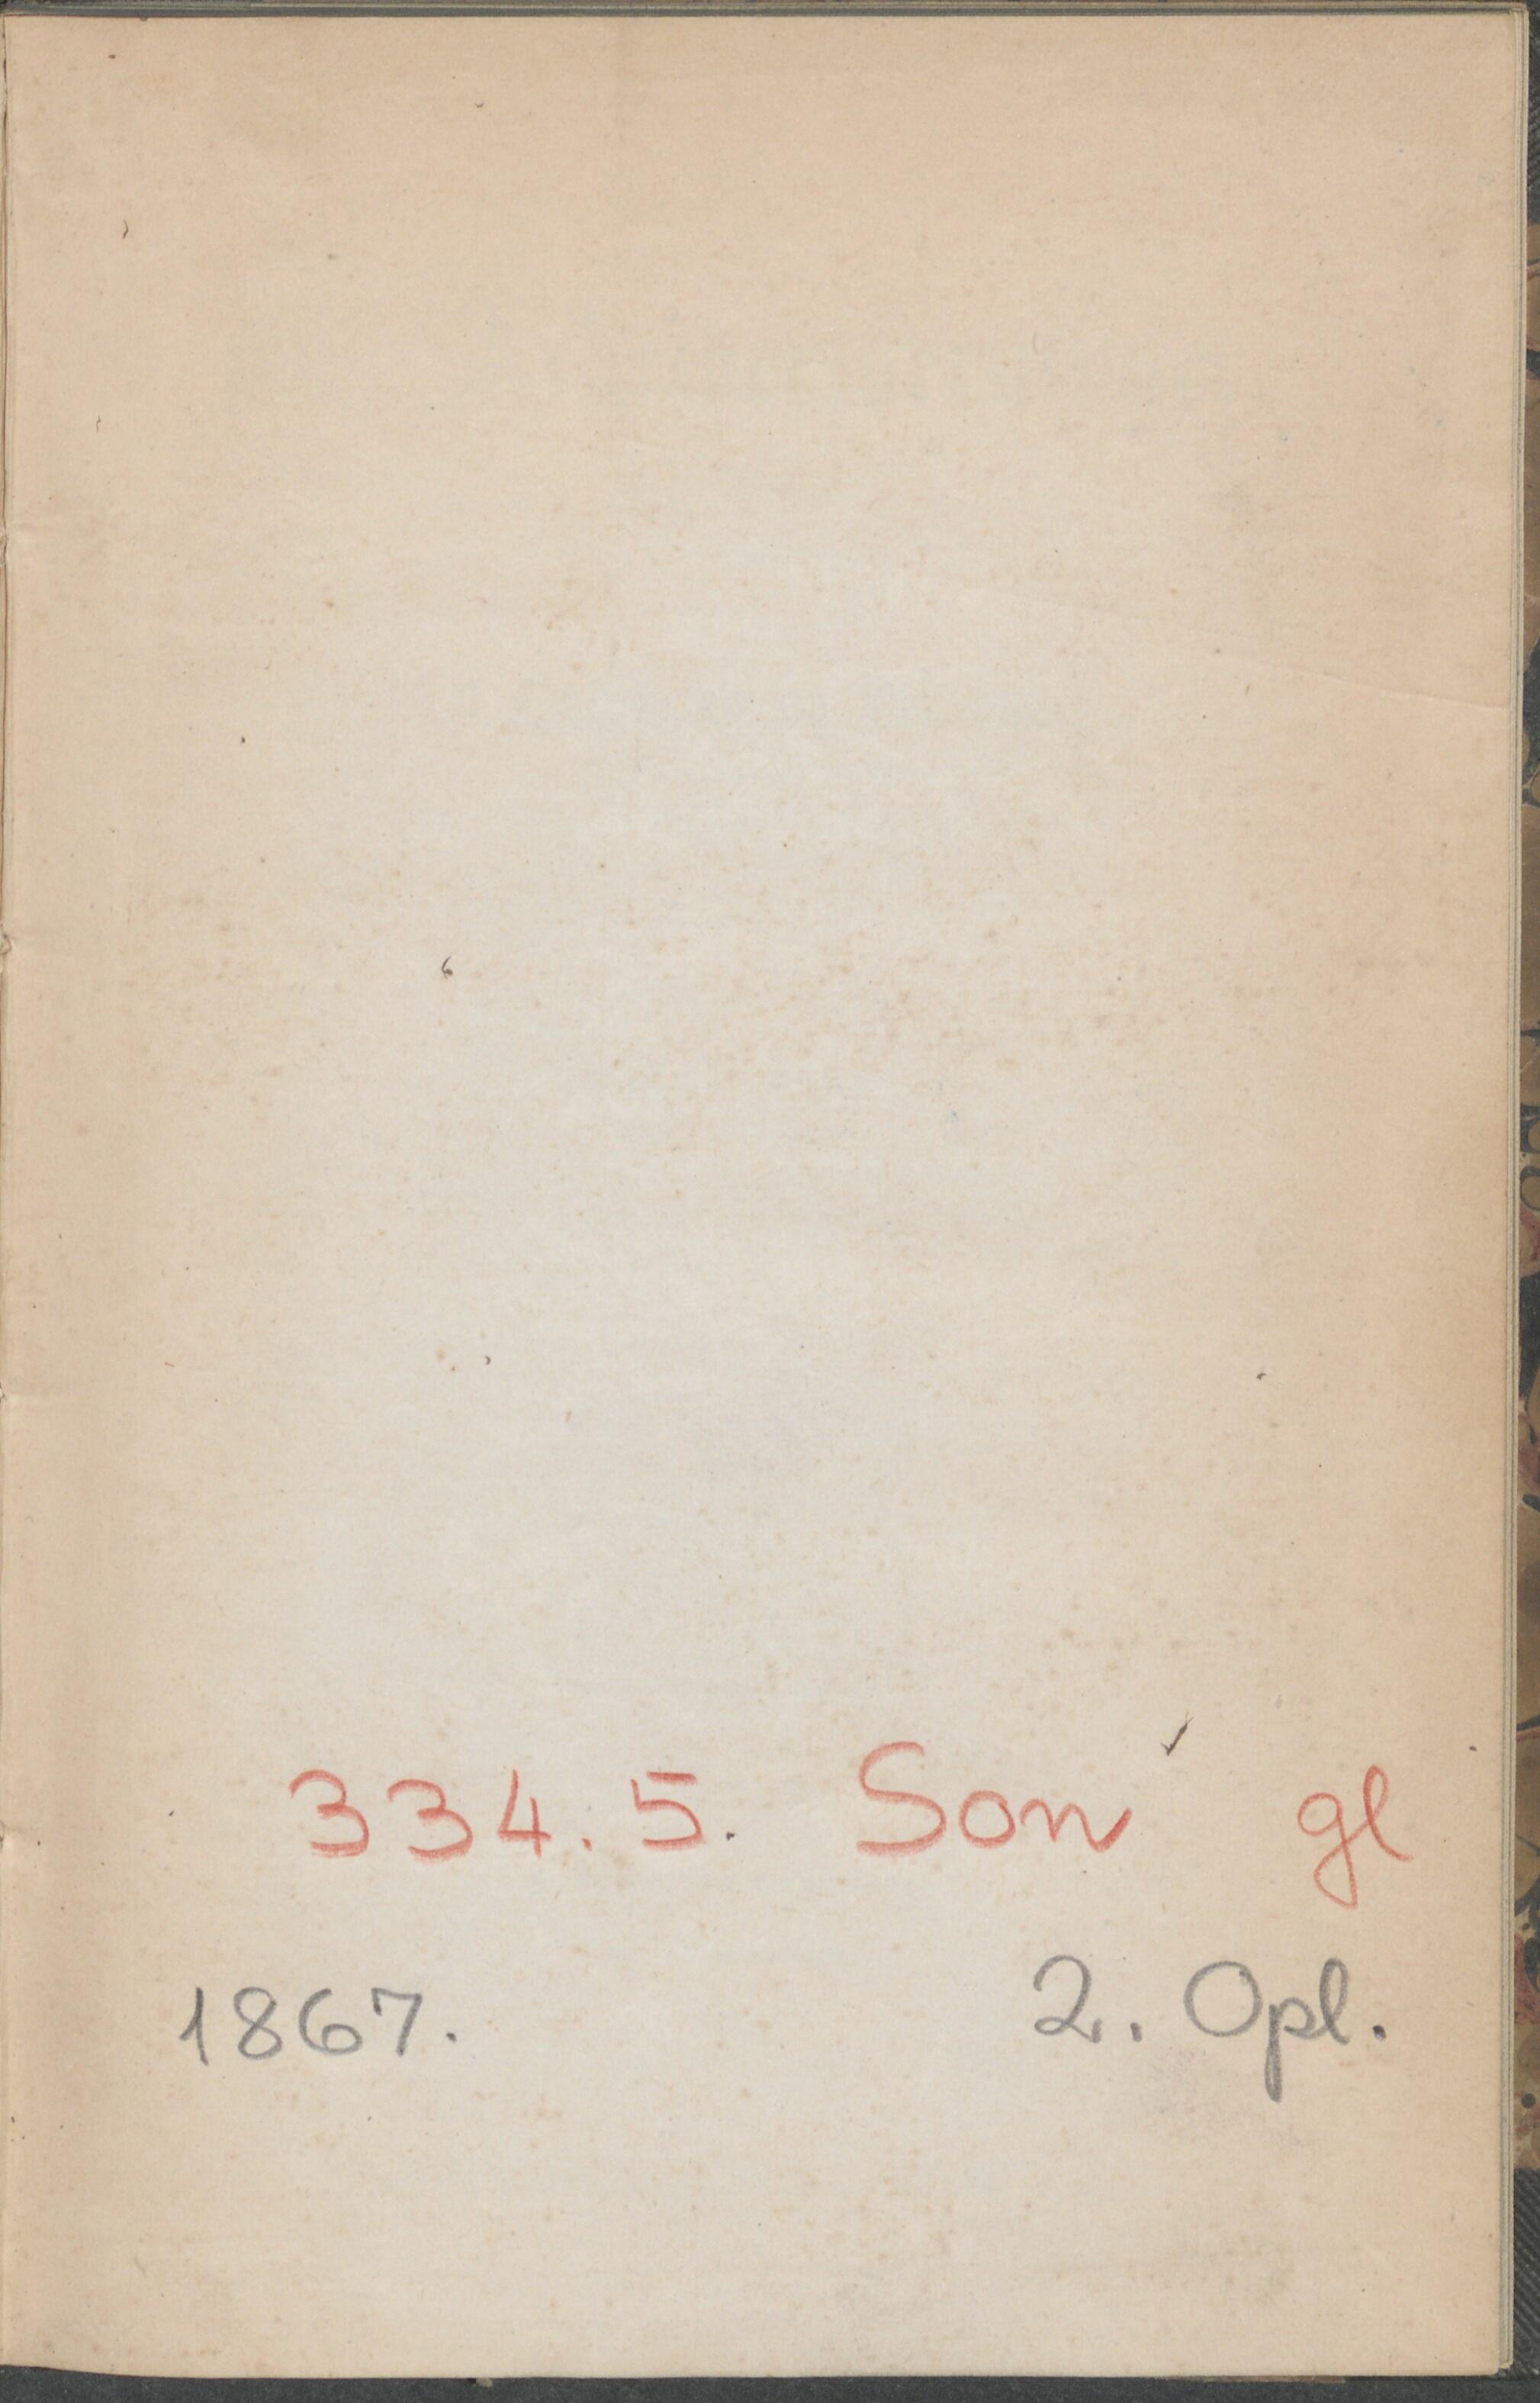 334.5. Son gl
1867. 2. Opl.